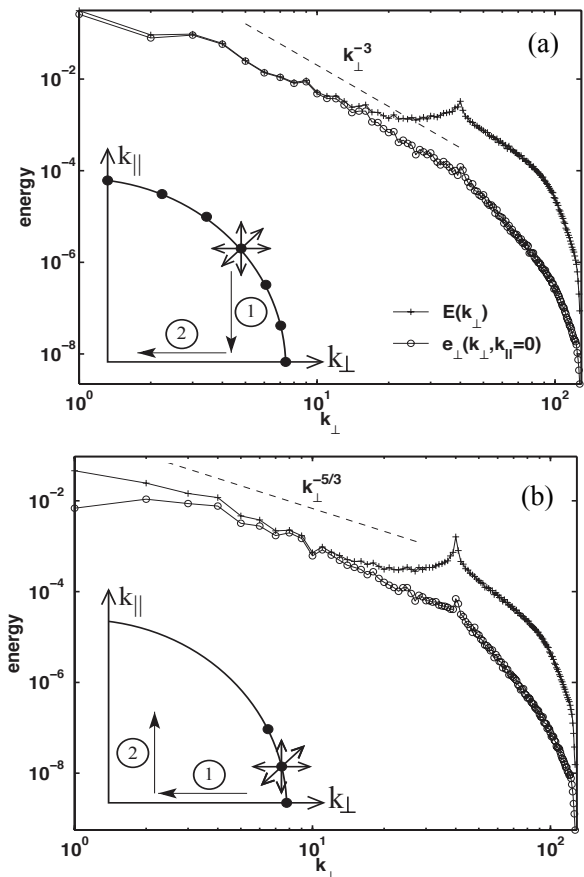 (a)
k⊥^-3
10^-2
10^-4
10^-6
10^-8
energy
k||
1
2
k⊥
E(k⊥)
e⊥(k⊥,k||=0)
10^0
10^1
10^2
k⊥
(b)
k⊥^-5/3
10^-2
10^-4
10^-6
10^-8
energy
k||
2
1
k⊥
10^0
10^1
10^2
k⊥